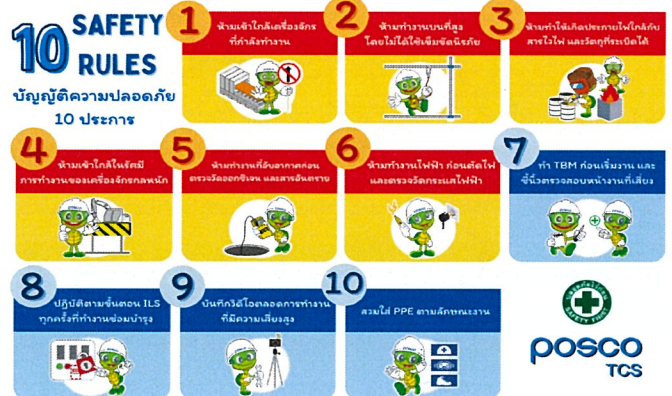 10 SAFETY
RULES
บัญญัติความปลอดภัย
10 ประการ
1
ห้ามเข้าใกล้เครื่องจักร
ที่กำลังทำงาน
2
ห้ามทำงานบนที่สูง
โดยไม่ได้ใช้เข็มขัดนิรภัย
3
ห้ามทำให้เกิดประกายไฟใกล้กับ
สารไวไฟ และวัตถุที่ระเบิดได้
4
ห้ามเข้าใกล้ในรัศมี
การทำงานของเครื่องจักรกลหนัก
5
ห้ามทำงานที่อับอากาศก่อน
ตรวจวัดออกซิเจน และสารอันตราย
6
ห้ามทำงานไฟฟ้า ก่อนตัดไฟ
และตรวจวัดกระแสไฟฟ้า
7
ทำ TBM ก่อนเริ่มงาน และ
ชี้นิ้วตรวจสอบหน้างานที่เสี่ยง
8
ปฏิบัติตามขั้นตอน ILS
ทุกครั้งที่ทำงานซ่อมบำรุง
9
บันทึกวิดีโอตลอดการทำงาน
ที่มีความเสี่ยงสูง
10
สวมใส่ PPE ตามลักษณะงาน
ปลอดภัยไว้ก่อน
SAFETY FIRST
posco
TCS